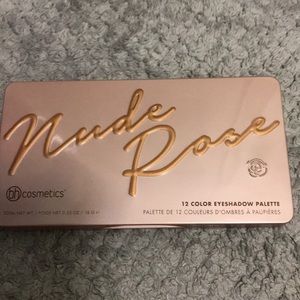 Nude
Rose
bh cosmetics
12 COLOR EYESHADOW PALETTE
PALETTE DE 12 COULEURS D'OMBRES À PAUPIÈRES